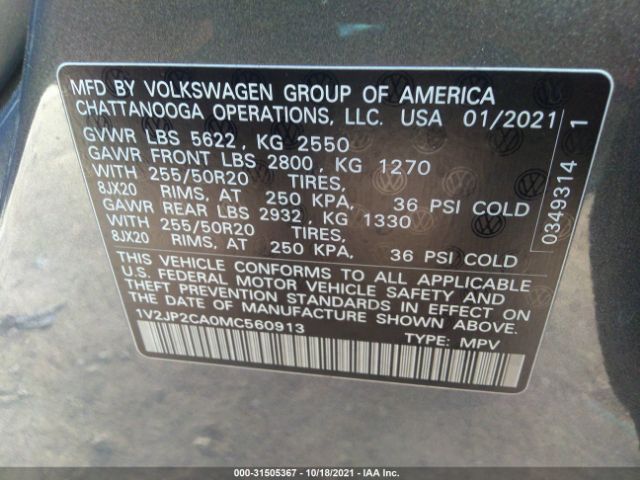 MFD BY VOLKSWAGEN GROUP OF AMERICA
CHATTANOOGA OPERATIONS, LLC. USA 01/2021
GVWR LBS 5622, KG 2550
GAWR FRONT LBS 2800, KG 1270
WITH 255/50R20 TIRES,
8JX20 RIMS, AT 250 KPA, 36 PSI COLD
GAWR REAR LBS 2932, KG 1330
WITH 255/50R20 TIRES,
8JX20 RIMS, AT 250 KPA, 36 PSI COLD
THIS VEHICLE CONFORMS TO ALL APPLICABLE
U.S. FEDERAL MOTOR VEHICLE SAFETY AND
THEFT PREVENTION STANDARDS IN EFFECT ON
THE DATE OF MANUFACTURE SHOWN ABOVE.
1V2JP2CA0MC560913 TYPE: MPV
0349314 1
000-31505367 | 10/18/2021 | IAA Inc.